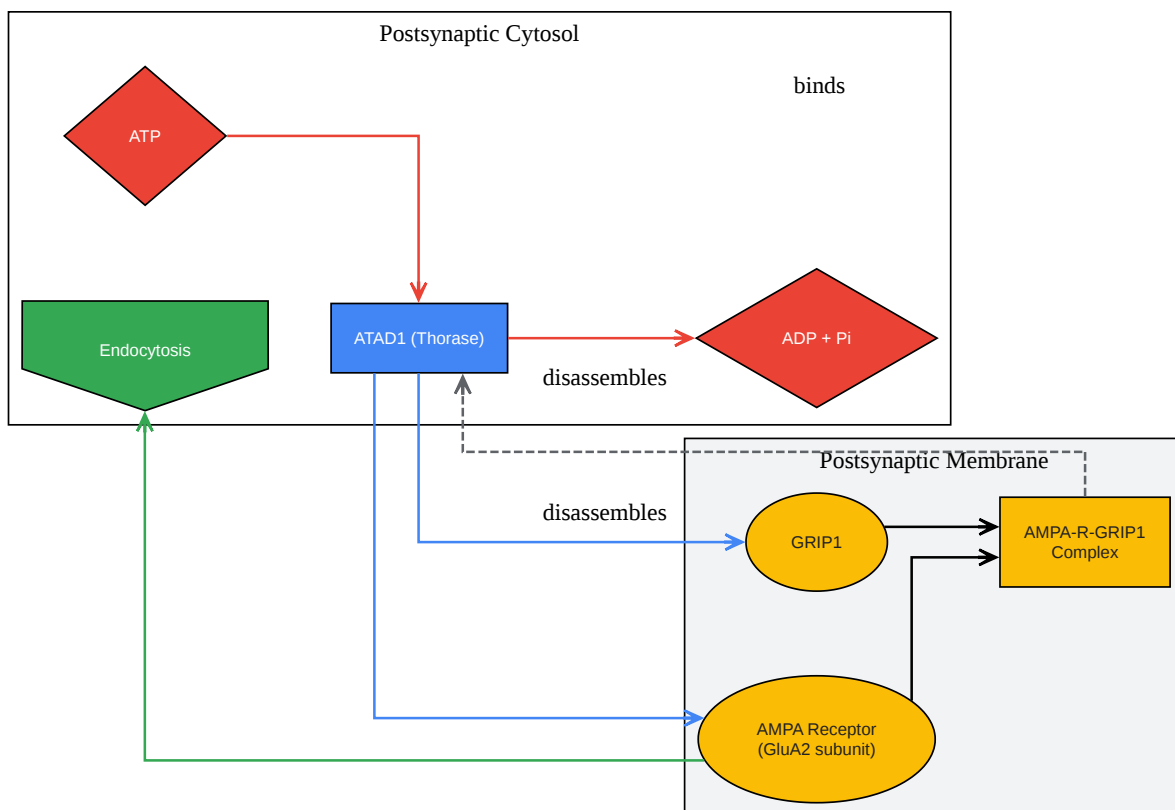 Postsynaptic Cytosol
binds
ATP
Endocytosis
ATAD1 (Thorase)
ADP + Pi
disassembles
Postsynaptic Membrane
disassembles
GRIP1
AMPA-R-GRIP1
Complex
AMPA Receptor
(GluA2 subunit)